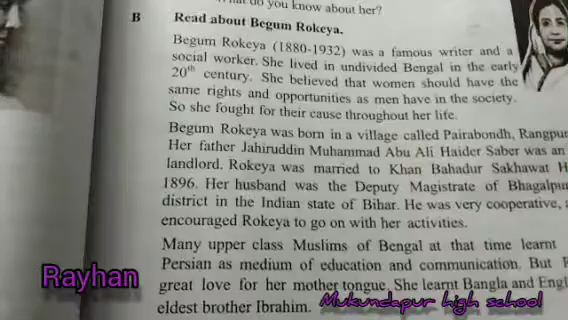 do you know about her?
B Read about Begum Rokeya.
Begum Rokeya (1880-1932) was a famous writer and a
social worker. She lived in undivided Bengal in the early
20th century. She believed that women should have the
same rights and opportunities as men have in the society.
So she fought for their cause throughout her life.
Begum Rokeya was born in a village called Pairabondh, Rangpur
Her father Jahiruddin Muhammad Abu Ali Haider Saber was an
landlord. Rokeya was married to Khan Bahadur Sakhawat H
1896. Her husband was the Deputy Magistrate of Bhagalpu
district in the Indian state of Bihar. He was very cooperative, a
encouraged Rokeya to go on with her activities.
Many upper class Muslims of Bengal at that time learnt
Persian as medium of education and communication. But
great love for her mother tongue. She learnt Bangla and Engl
eldest brother Ibrahim.
Rayhan
Mukundapur high school